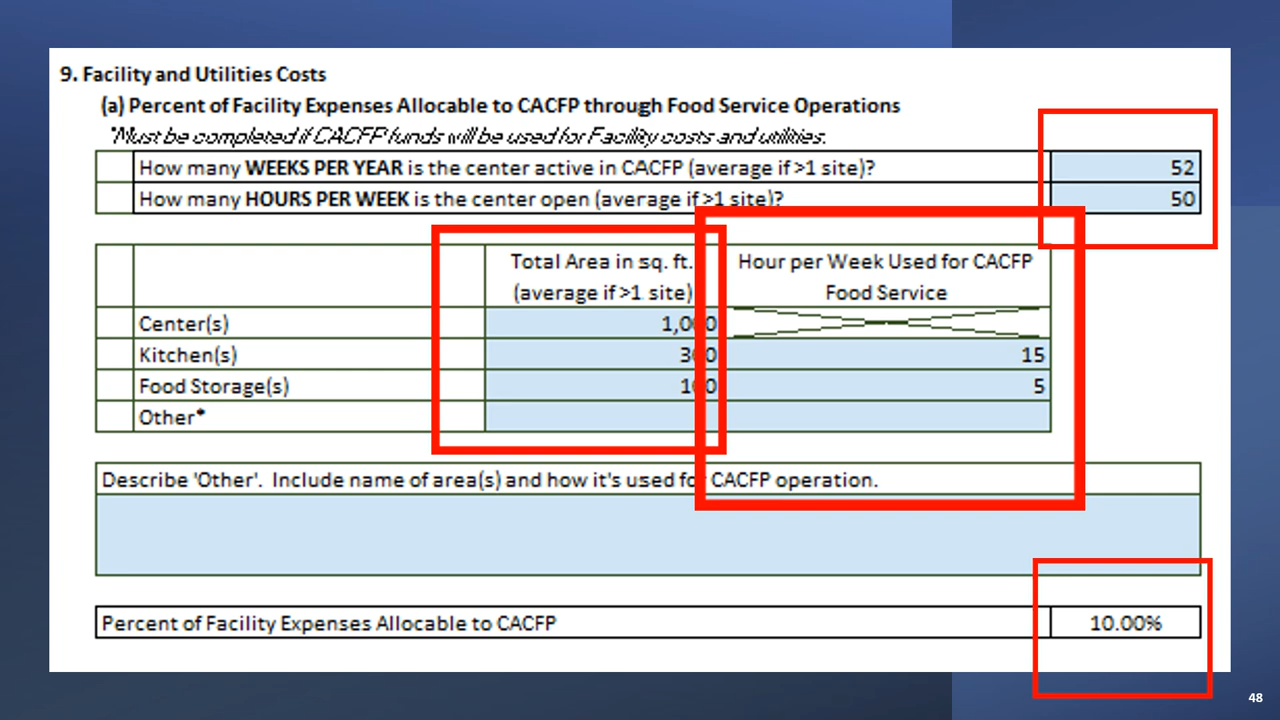 9. Facility and Utilities Costs
(a) Percent of Facility Expenses Allocable to CACFP through Food Service Operations
*Must be completed if CACFP funds will be used for Facility costs and utilities.
How many WEEKS PER YEAR is the center active in CACFP (average if >1 site)? 52
How many HOURS PER WEEK is the center open (average if >1 site)? 50
Total Area in sq. ft. Hour per Week Used for CACFP
(average if >1 site) Food Service
Center(s) 1,000
Kitchen(s) 300 15
Food Storage(s) 100 5
Other*
Describe 'Other'. Include name of area(s) and how it's used for CACFP operation.
Percent of Facility Expenses Allocable to CACFP 10.00%
48